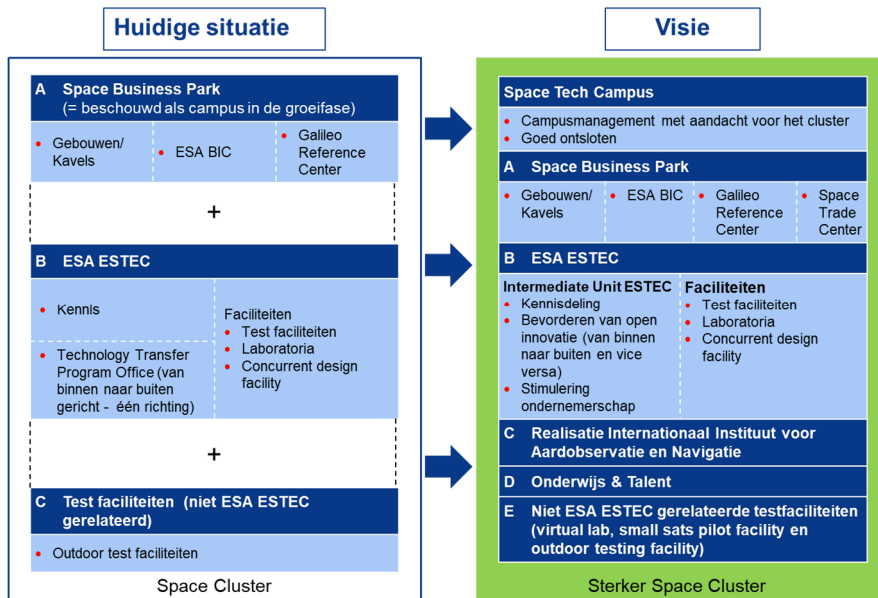 Huidige situatie
A Space Business Park
(= beschouwd als campus in de groeifase)
Gebouwen/
Kavels
ESA BIC
Galileo
Reference
Center
+
B ESA ESTEC
Kennis
Technology Transfer
Program Office (van
binnen naar buiten
gericht - één richting)
Faciliteiten
Test faciliteiten
Laboratoria
Concurrent design
facility
+
C Test faciliteiten (niet ESA ESTEC
gerelateerd)
Outdoor test faciliteiten
Space Cluster
Visie
Space Tech Campus
Campusmanagement met aandacht voor het cluster
Goed ontsloten
A Space Business Park
Gebouwen/
Kavels
ESA BIC
Galileo
Reference
Center
Space
Trade
Center
B ESA ESTEC
Intermediate Unit ESTEC
Kennisdeling
Bevorderen van open
innovatie (van binnen
naar buiten en vice
versa)
Stimulering
ondernemerschap
Faciliteiten
Test faciliteiten
Laboratoria
Concurrent design
facility
C Realisatie Internationaal Instituut voor
Aardobservatie en Navigatie
D Onderwijs & Talent
E Niet ESA ESTEC gerelateerde testfaciliteiten
(virtual lab, small sats pilot facility en
outdoor testing facility)
Sterker Space Cluster